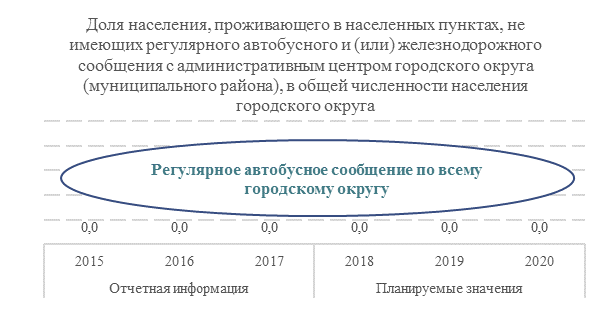 Доля населения, проживающего в населенных пунктах, не
имеющих регулярного автобусного и (или) железнодорожного
сообщения с административным центром городского округа
(муниципального района), в общей численности населения
городского округа
Регулярное автобусное сообщение по всему
городскому округу
0,0 0,0 0,0 0,0 0,0 0,0
2015 2016 2017 2018 2019 2020
Отчетная информация Планируемые значения